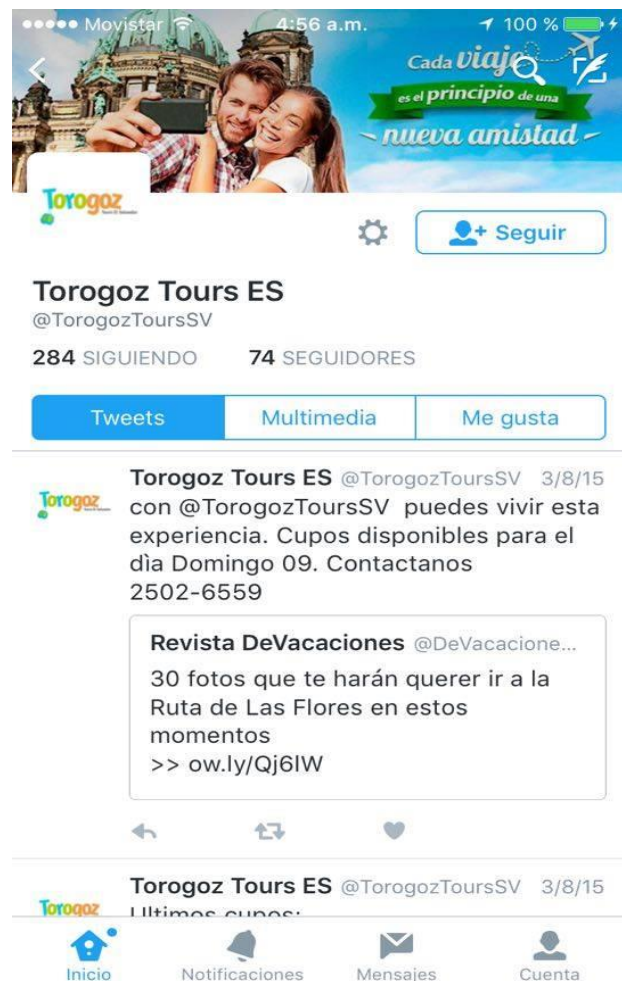 Movistar 4:56 a.m. 100 %
Cada viaje
es el principio de una
nueva amistad
Torogoz
Seguir
Torogoz Tours ES
@TorogozToursSV
284 SIGUIENDO 74 SEGUIDORES
Tweets Multimedia Me gusta
Torogoz Tours ES @TorogozToursSV 3/8/15
Torogoz
con @TorogozToursSV puedes vivir esta
experiencia. Cupos disponibles para el
dìa Domingo 09. Contactanos
2502-6559
Revista DeVacaciones @DeVacacione...
30 fotos que te harán querer ir a la
Ruta de Las Flores en estos
momentos
>> ow.ly/Qj6IW
Torogoz Tours ES @TorogozToursSV 3/8/15
Torogoz
Ultimos cupos:
Inicio Notificaciones Mensajes Cuenta